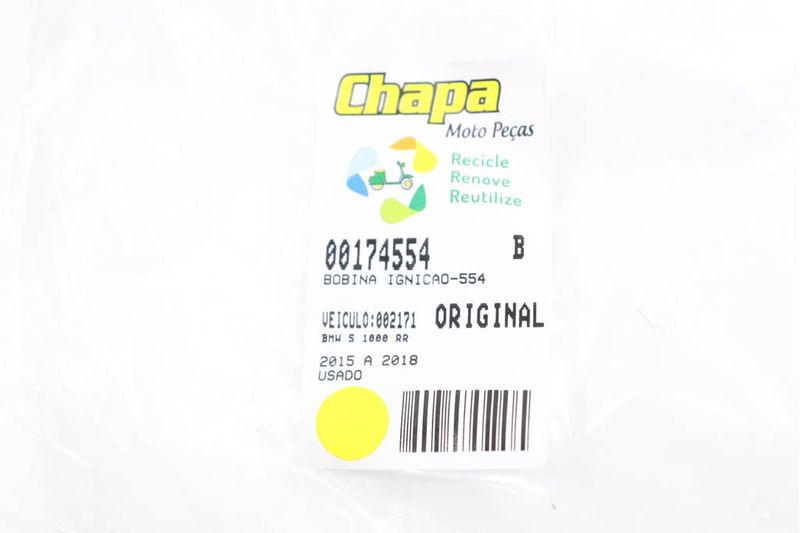 Chapa
Moto Peças
Recicle
Renove
Reutilize
00174554 B
BOBINA IGNICAO-554
VEICULO:002171 ORIGINAL
BMW S 1000 RR
2015 A 2018
USADO